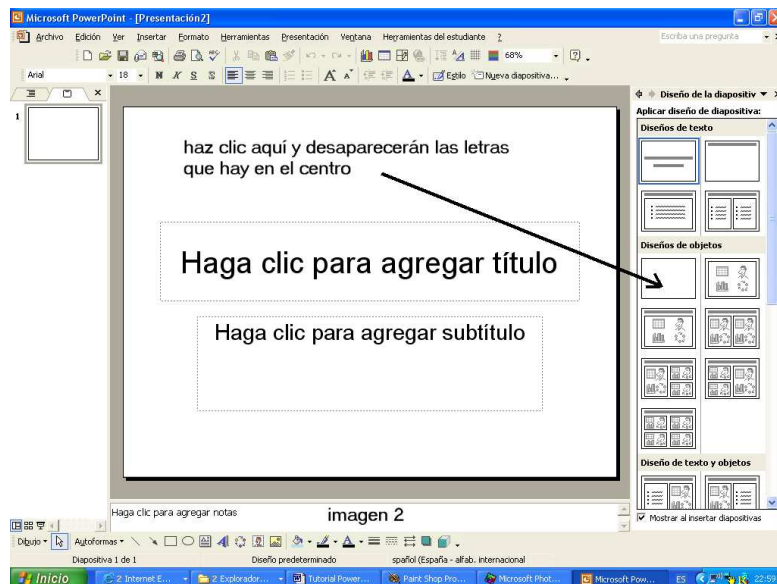 Microsoft PowerPoint - [Presentación2]
Archivo Edición Ver Insertar Formato Herramientas Presentación Ventana Herramientas del estudiante ?
Escriba una pregunta
68%
Arial 18 N K S S Estilo Nueva diapositiva...
Diseño de la diapositiv
Aplicar diseño de diapositiva:
Diseños de texto
1
haz clic aquí y desaparecerán las letras
que hay en el centro
Haga clic para agregar título
Haga clic para agregar subtítulo
Diseños de objetos
Diseño de texto y objetos
Mostrar al insertar diapositivas
Haga clic para agregar notas
imagen 2
Dibujo Autoformas
Diapositiva 1 de 1 Diseño predeterminado español (España - alfab. internacional
Inicio 2 Internet E... 2 Explorador... Tutorial Power... Paint Shop Pro... Microsoft Phot... Microsoft Pow... ES 22:59